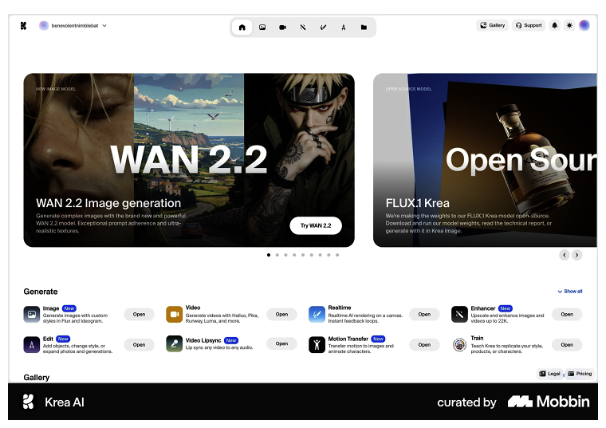 benevolentnimblebat
Gallery
Support
NEW IMAGE MODEL
WAN 2.2
WAN 2.2 Image generation
Generate complex images with the brand new and powerful
WAN 2.2 model. Exceptional prompt adherence and ultra-
realistic textures.
Try WAN 2.2
OPEN SOURCE MODEL
Open Sour
FLUX.1 Krea
We're making the weights to our FLUX.1 Krea model open-source.
Download and run our model weights, read the technical report, or
generate with it in Krea Image.
Generate
Show all
Image New
Generate images with custom
styles in Flux and Ideogram.
Open
Video
Generate videos with Hailuo, Pika,
Runway, Luma, and more.
Open
Realtime
Realtime AI rendering on a canvas.
Instant feedback loops.
Open
Enhancer New
Upscale and enhance images and
videos up to 22K.
Open
Edit New
Add objects, change style, or
expand photos and generations.
Open
Video Lipsync New
Lip sync any video to any audio.
Open
Motion Transfer New
Transfer motion to images and
animate characters.
Open
Train
Teach Krea to replicate your style,
products, or characters.
Open
Gallery
Legal
Pricing
Krea AI
curated by
Mobbin